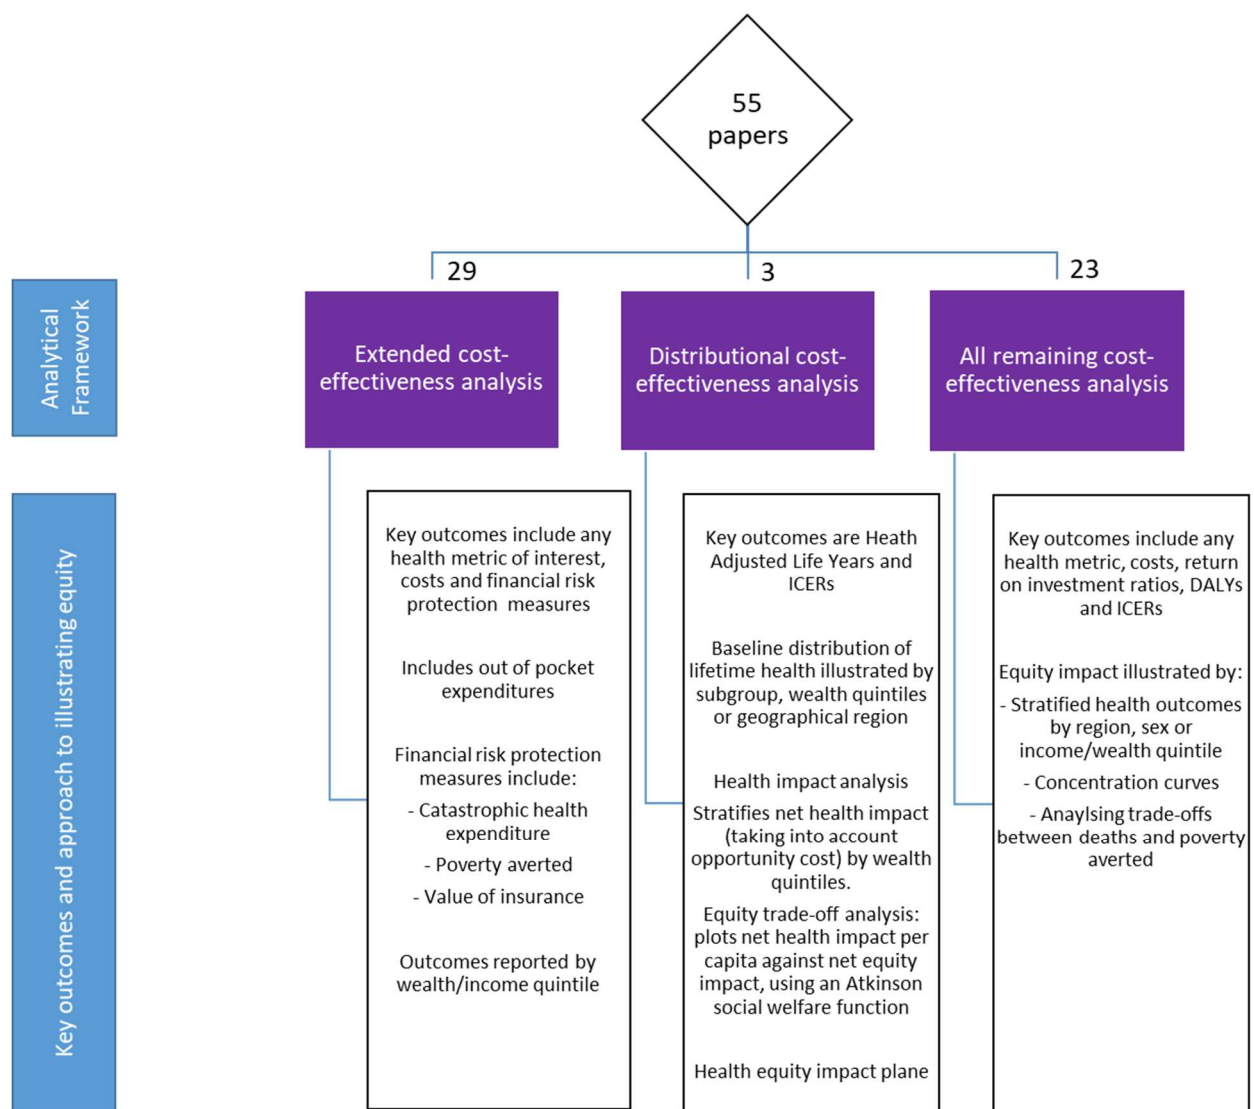 55
papers
29
3
23
Analytical
Framework
Extended cost-
effectiveness analysis
Distributional cost-
effectiveness analysis
All remaining cost-
effectiveness analysis
Key outcomes and approach to illustrating equity
Key outcomes include any
health metric of interest,
costs and financial risk
protection measures
Includes out of pocket
expenditures
Financial risk protection
measures include:
- Catastrophic health
expenditure
- Poverty averted
- Value of insurance
Outcomes reported by
wealth/income quintile
Key outcomes are Heath
Adjusted Life Years and
ICERs
Baseline distribution of
lifetime health illustrated by
subgroup, wealth quintiles
or geographical region
Health impact analysis
Stratifies net health impact
(taking into account
opportunity cost) by wealth
quintiles.
Equity trade-off analysis:
plots net health impact per
capita against net equity
impact, using an Atkinson
social welfare function
Health equity impact plane
Key outcomes include any
health metric, costs, return
on investment ratios, DALYs
and ICERs
Equity impact illustrated by:
- Stratified health outcomes
by region, sex or
income/wealth quintile
- Concentration curves
- Anaylsing trade-offs
between deaths and poverty
averted